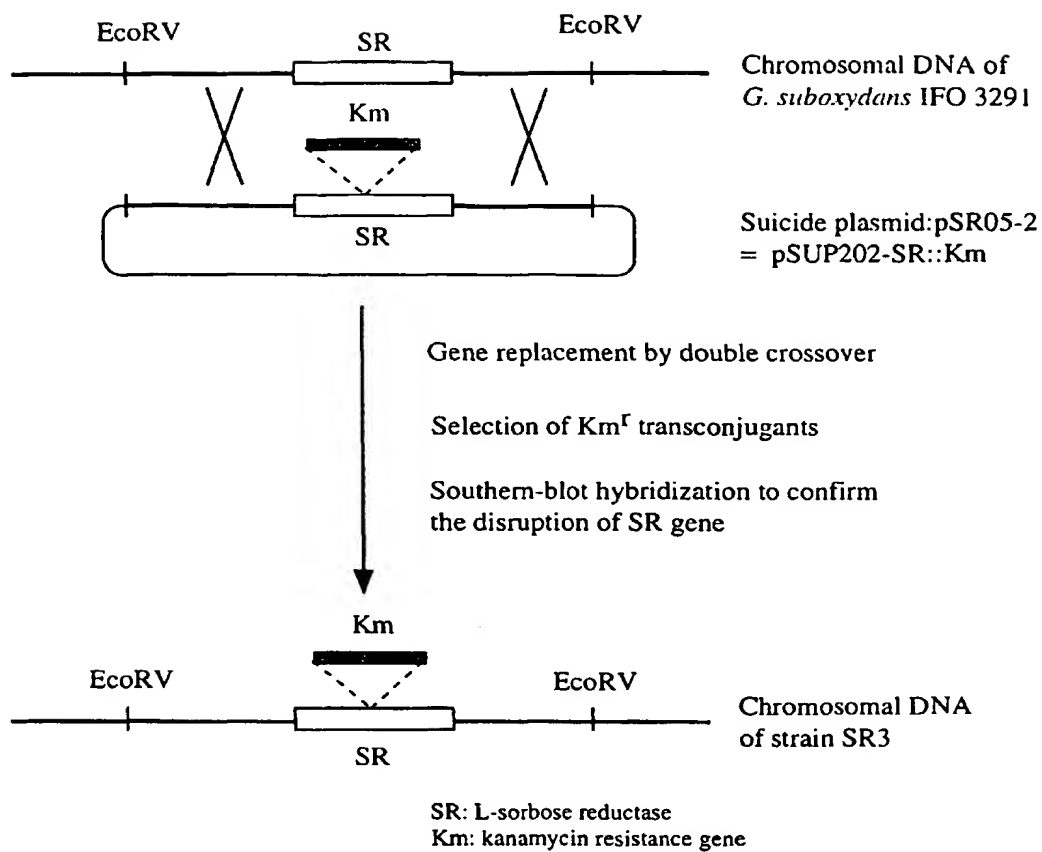 EcoRV
SR
EcoRV
Chromosomal DNA of
G. suboxydans IFO 3291
Km
SR
Suicide plasmid:pSR05-2
= pSUP202-SR::Km
Gene replacement by double crossover
Selection of Kmr transconjugants
Southern-blot hybridization to confirm
the disruption of SR gene
Km
EcoRV
EcoRV
SR
Chromosomal DNA
of strain SR3
SR: L-sorbose reductase
Km: kanamycin resistance gene